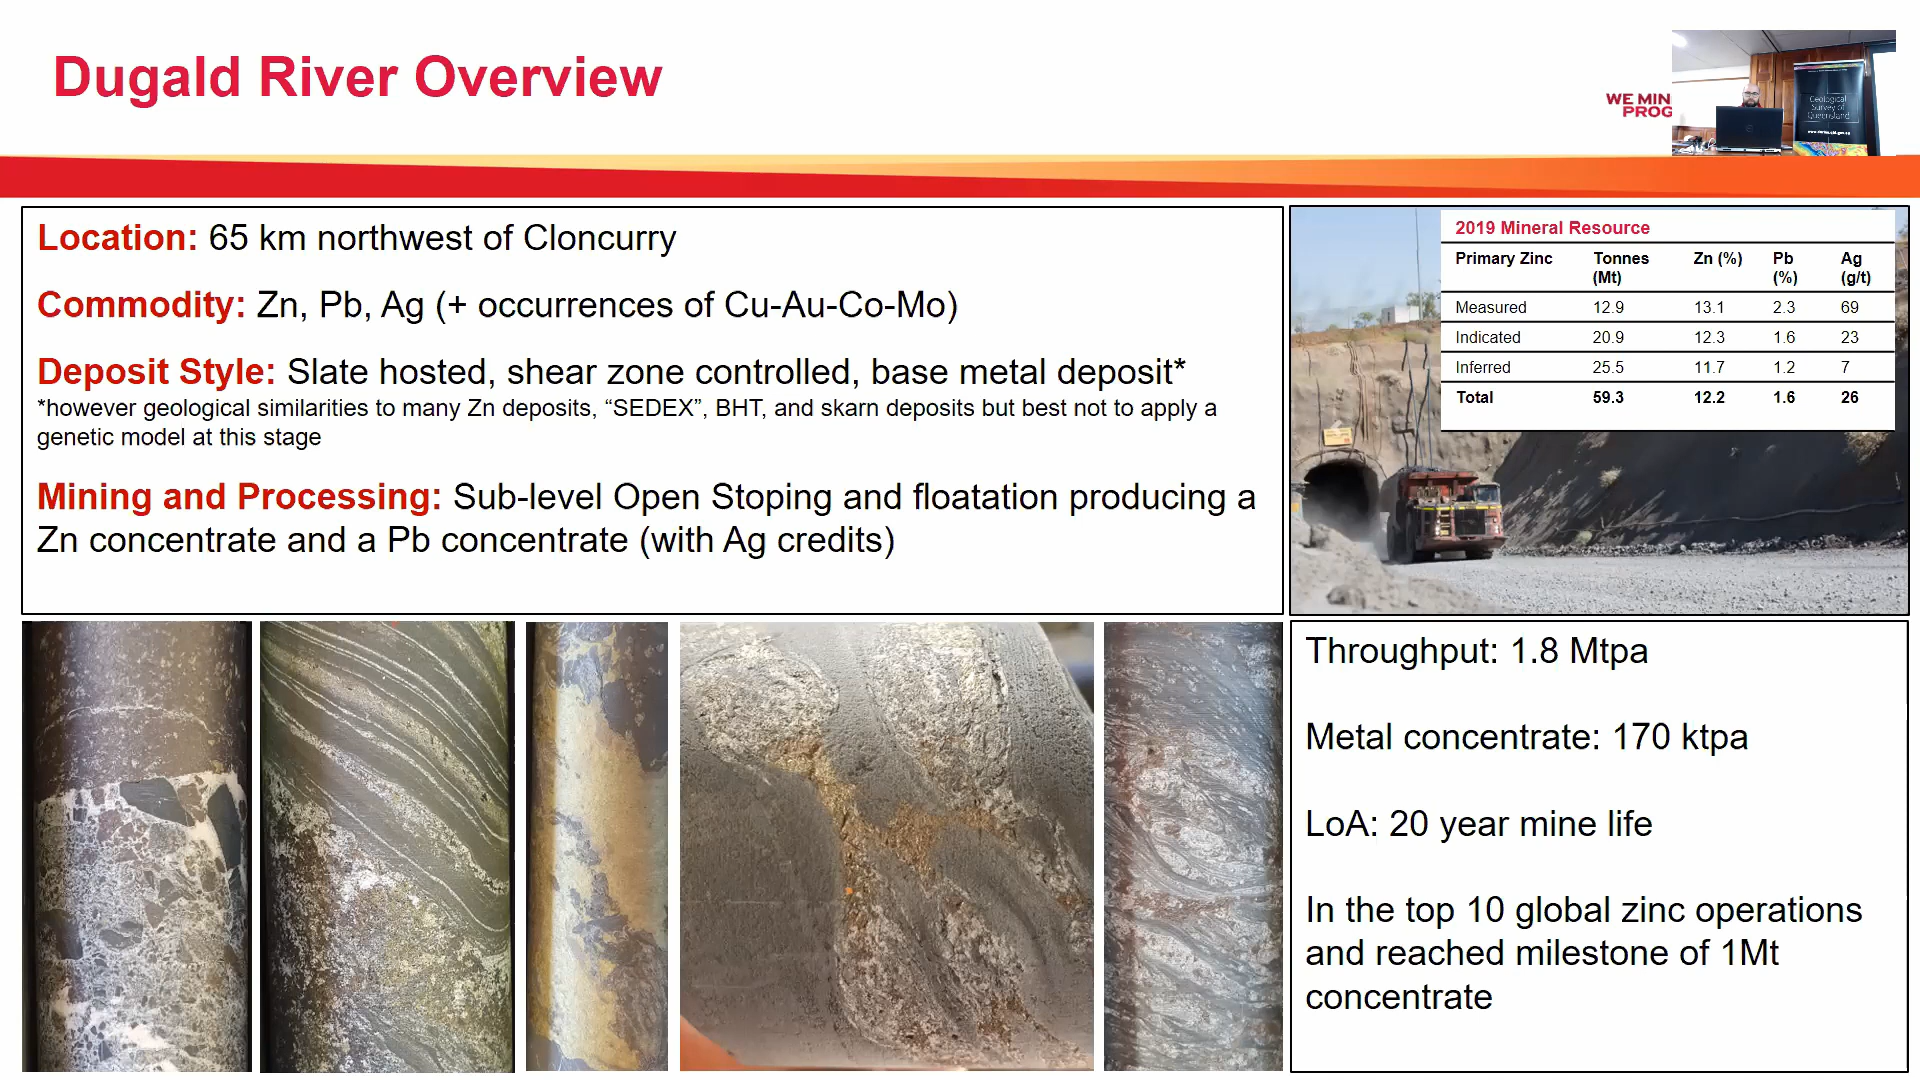 Dugald River Overview
WE MIN
PROG
Geological
Survey of
Queensland
Location: 65 km northwest of Cloncurry
Commodity: Zn, Pb, Ag (+ occurrences of Cu-Au-Co-Mo)
Deposit Style: Slate hosted, shear zone controlled, base metal deposit*
*however geological similarities to many Zn deposits, “SEDEX”, BHT, and skarn deposits but best not to apply a
genetic model at this stage
Mining and Processing: Sub-level Open Stoping and floatation producing a
Zn concentrate and a Pb concentrate (with Ag credits)
2019 Mineral Resource
Primary Zinc Tonnes (Mt) Zn (%) Pb (%) Ag (g/t)
Measured 12.9 13.1 2.3 69
Indicated 20.9 12.3 1.6 23
Inferred 25.5 11.7 1.2 7
Total 59.3 12.2 1.6 26
Throughput: 1.8 Mtpa
Metal concentrate: 170 ktpa
LoA: 20 year mine life
In the top 10 global zinc operations
and reached milestone of 1Mt
concentrate